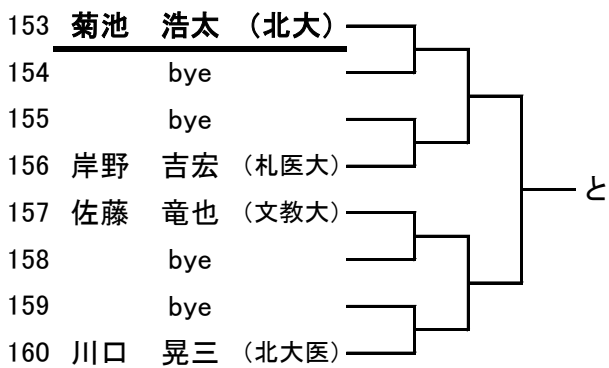 153 菊池 浩太 (北大)
154 bye
155 bye
156 岸野 吉宏 (札医大)
157 佐藤 竜也 (文教大)
158 bye
159 bye
160 川口 晃三 (北大医)
と